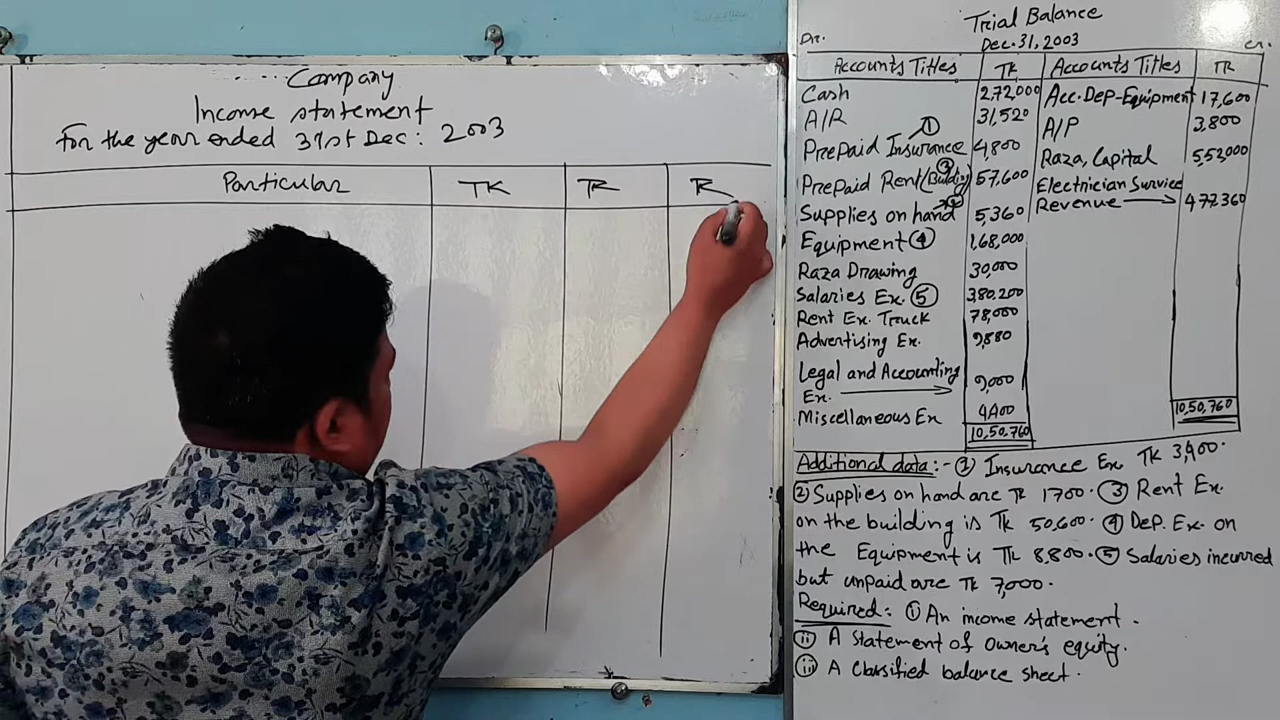 .... Company
Income statement
For the year ended 31st Dec: 2003
Particular TK TK TK
Trial Balance
Dec. 31, 2003
Dr. Cr.
Accounts Titles TK Accounts Titles TK
Cash 2,72,000 Acc. Dep-Equipment 17,600
A/R 31,520 A/P 3,800
Prepaid Insurance ① 4,800 Raza, Capital 5,52,000
Prepaid Rent (Building) ③ 57,600 Electrician Service
Supplies on hand ② 5,360 Revenue → 4,77,360
Equipment ④ 1,68,000
Raza Drawing 30,000
Salaries Ex. ⑤ 3,80,200
Rent Ex. Truck 78,000
Advertising Ex. 9,880
Legal and Accounting
Ex. → 9,000
Miscellaneous Ex 4,400
10,50,760 10,50,760
Additional data:- ① Insurance Ex. TK 3,400.
② Supplies on hand are TK 1700. ③ Rent Ex.
on the building is TK 50,600. ④ Dep. Ex. on
the Equipment is TK 8,800. ⑤ Salaries incurred
but unpaid are TK 7,000.
Required:- ⓘ An income statement.
ⓘⓘ A statement of owner's equity.
ⓘⓘⓘ A classified balance sheet.